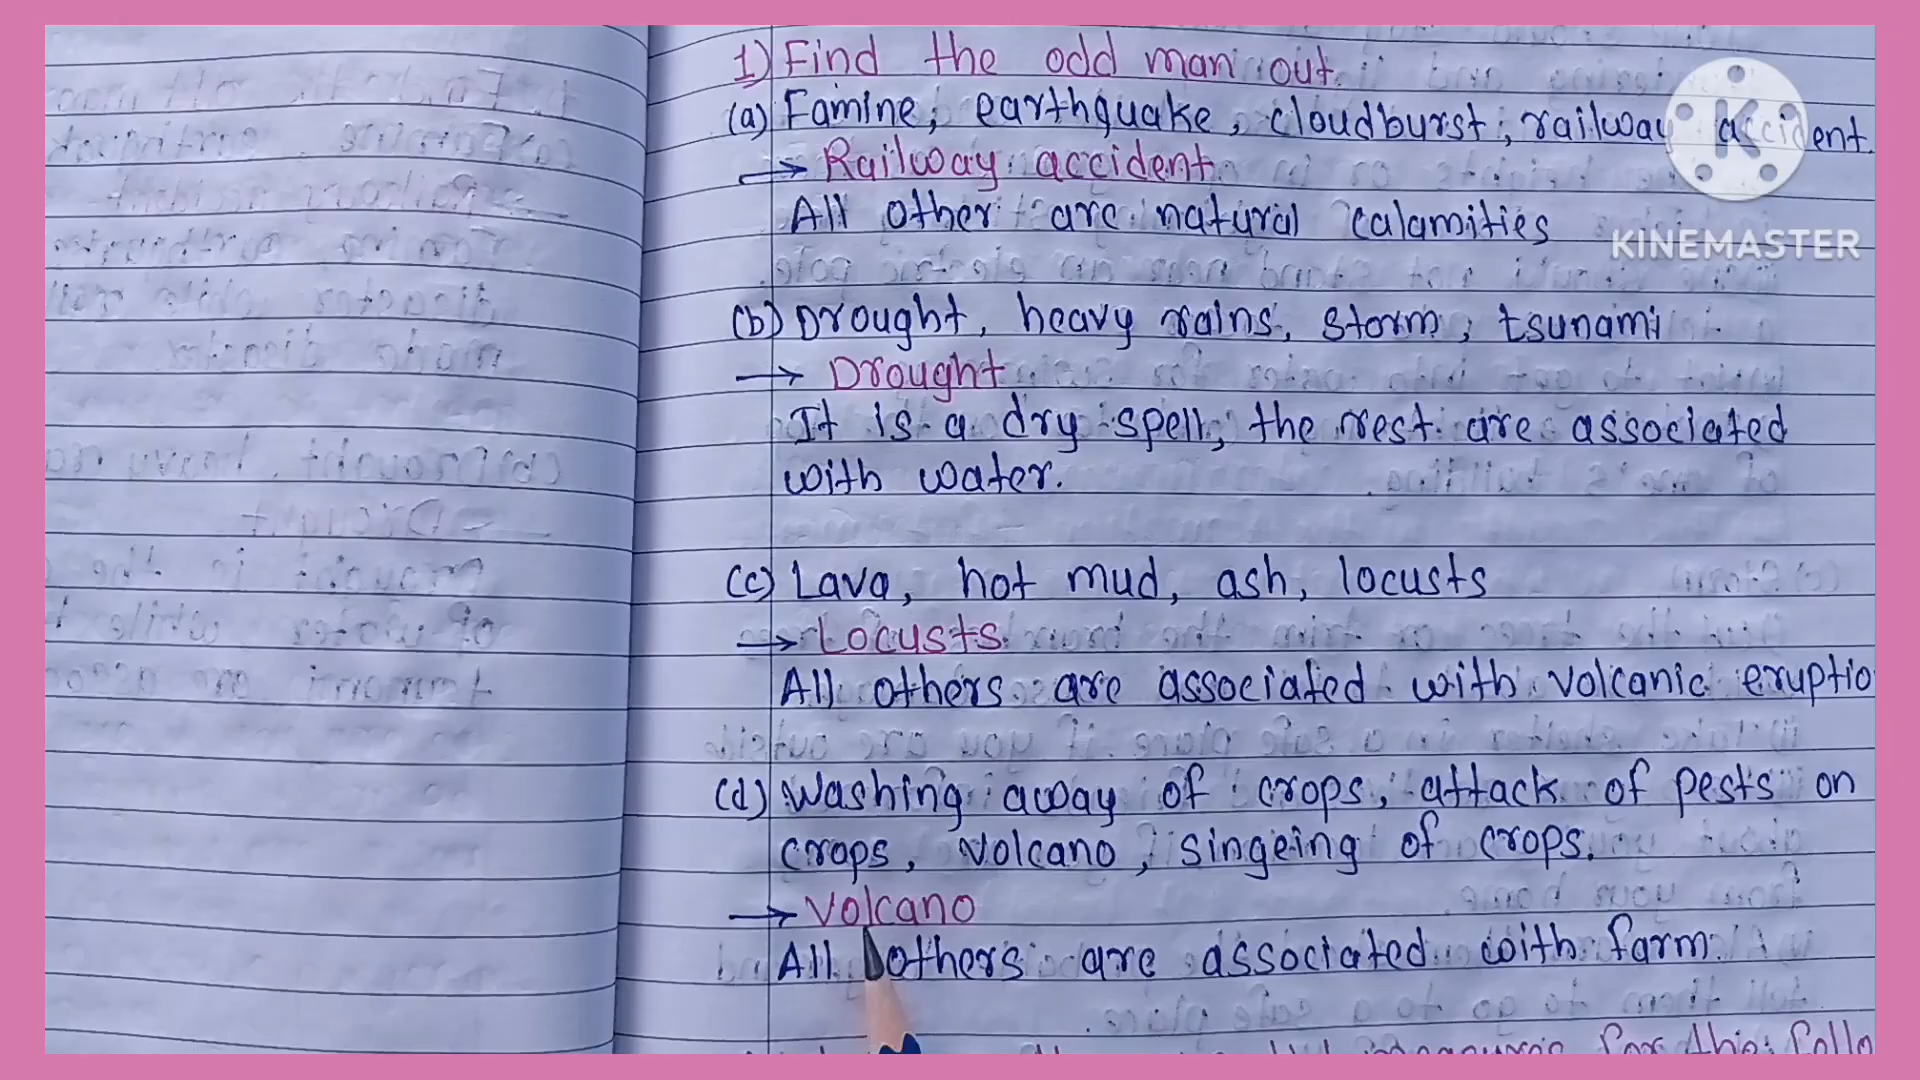 1) Find the odd man out.
(a) Famine, earthquake, cloudburst, railway accident.
→ Railway accident
All other are natural calamities
KINEMASTER
(b) Drought, heavy rains, storm, tsunami
→ Drought
It is a dry spell, the rest are associated
with water.
(c) Lava, hot mud, ash, locusts
→ Locusts.
All others are associated with volcanic eruptio
(d) Washing away of crops, attack of pests on
crops, volcano, singeing of crops.
→ Volcano
All others are associated with farm.